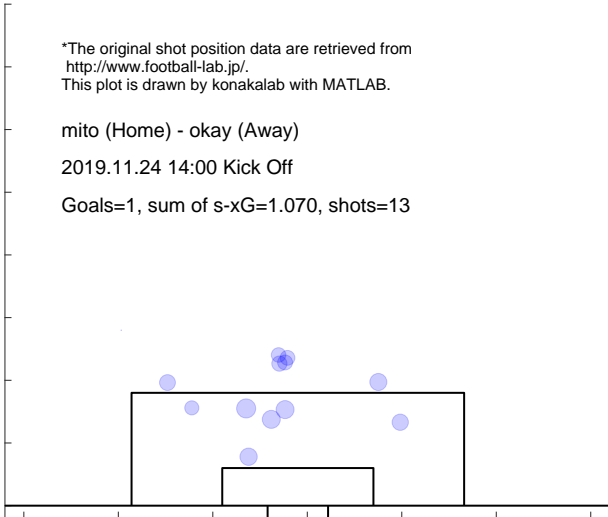 *The original shot position data are retrieved from
http://www.football-lab.jp/.
This plot is drawn by konakalab with MATLAB.
mito (Home) - okay (Away)
2019.11.24 14:00 Kick Off
Goals=1, sum of s-xG=1.070, shots=13